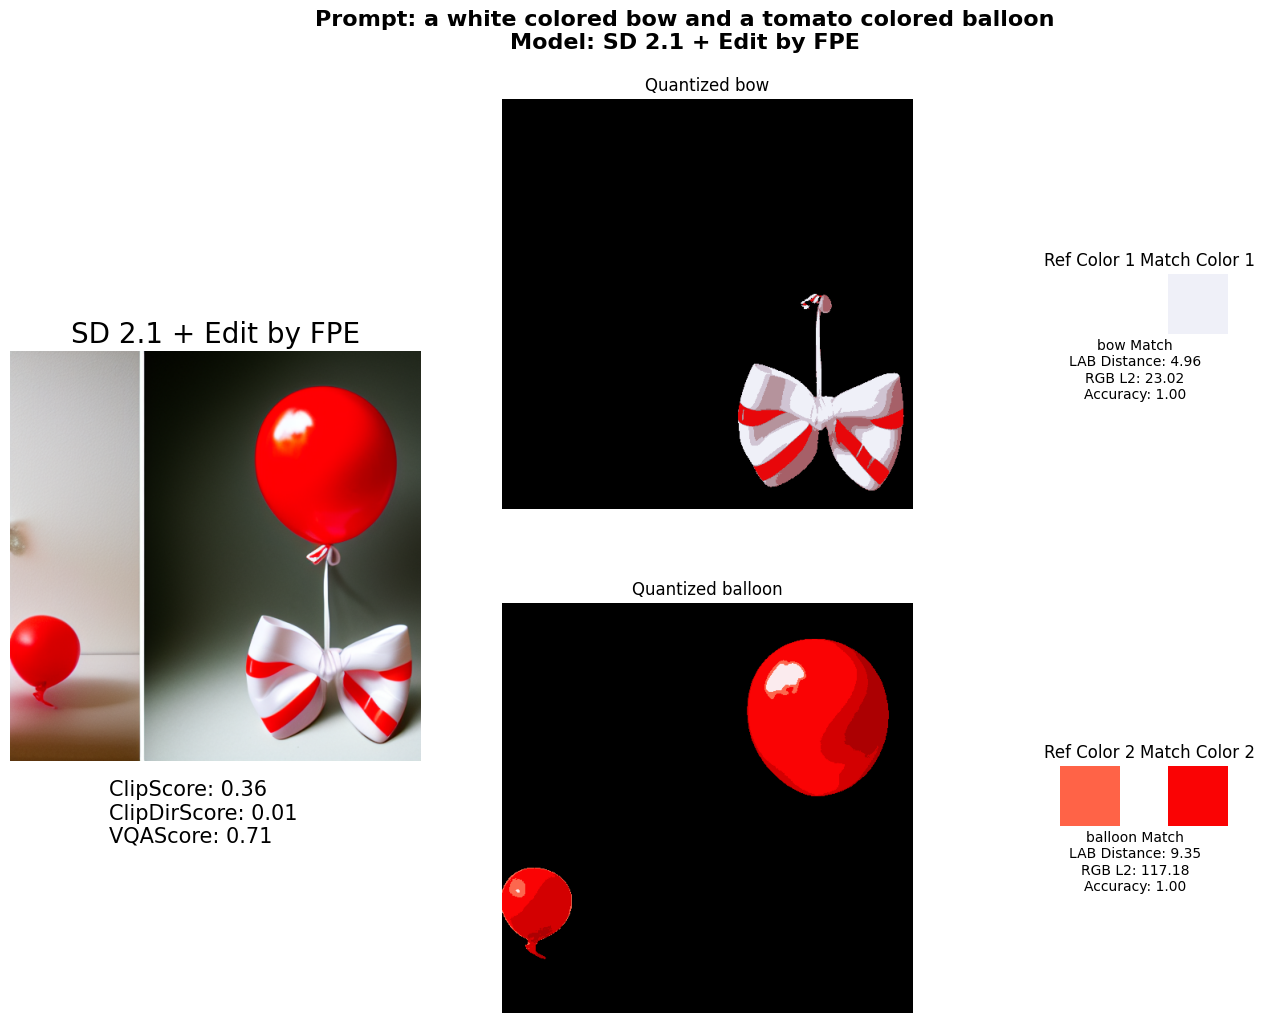 Prompt: a white colored bow and a tomato colored balloon
Model: SD 2.1 + Edit by FPE
Quantized bow
Ref Color 1 Match Color 1
bow Match
LAB Distance: 4.96
RGB L2: 23.02
Accuracy: 1.00
SD 2.1 + Edit by FPE
ClipScore: 0.36
ClipDirScore: 0.01
VQAScore: 0.71
Quantized balloon
Ref Color 2 Match Color 2
balloon Match
LAB Distance: 9.35
RGB L2: 117.18
Accuracy: 1.00